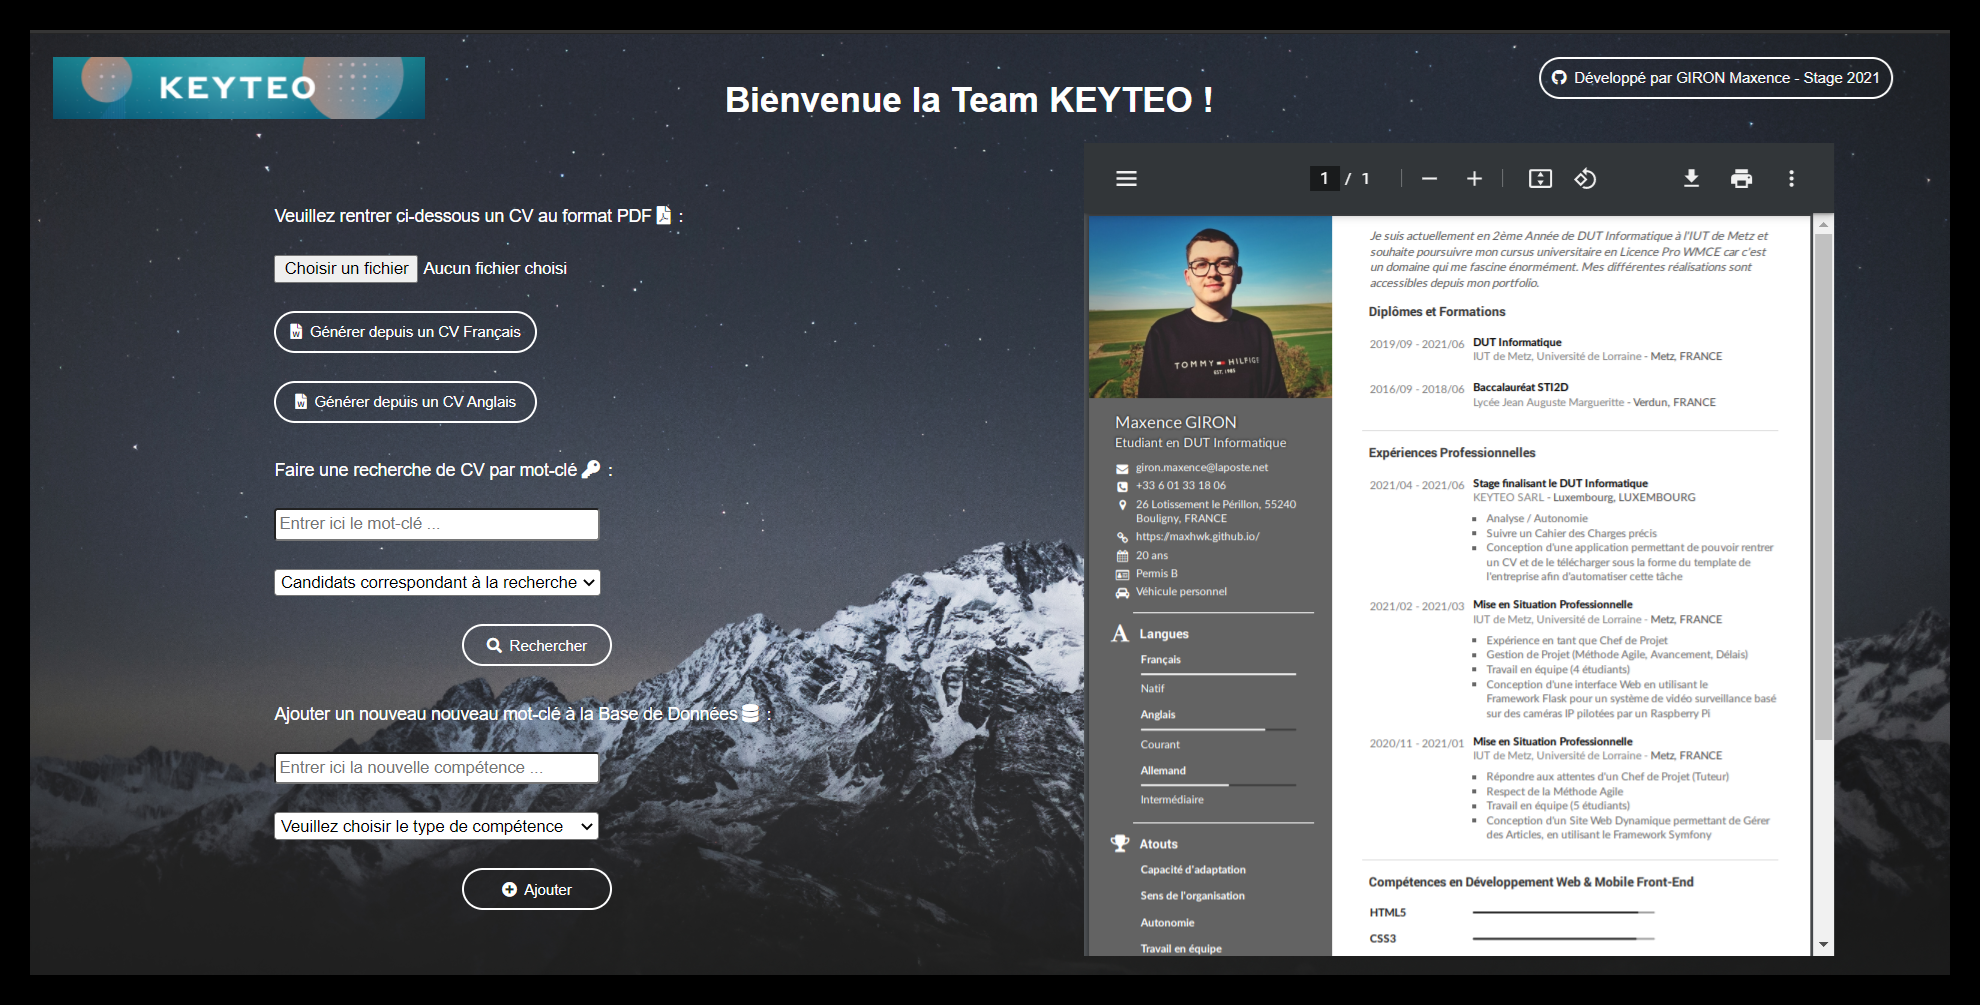 KEYTEO
Bienvenue la Team KEYTEO !
Développé par GIRON Maxence - Stage 2021
Veuillez rentrer ci-dessous un CV au format PDF :
Choisir un fichier Aucun fichier choisi
Générer depuis un CV Français
Générer depuis un CV Anglais
Faire une recherche de CV par mot-clé :
Entrer ici le mot-clé ...
Candidats correspondant à la recherche
Rechercher
Ajouter un nouveau nouveau mot-clé à la Base de Données :
Entrer ici la nouvelle compétence ...
Veuillez choisir le type de compétence
Ajouter
1 / 1
TOMMY HILFIGER
EST. 1985
Maxence GIRON
Etudiant en DUT Informatique
giron.maxence@laposte.net
+33 6 01 33 18 06
26 Lotissement le Périllon, 55240
Bouligny, FRANCE
https://maxhwk.github.io/
20 ans
Permis B
Véhicule personnel
Langues
Français
Natif
Anglais
Courant
Allemand
Intermédiaire
Atouts
Capacité d'adaptation
Sens de l'organisation
Autonomie
Travail en équipe
Je suis actuellement en 2ème Année de DUT Informatique à l'IUT de Metz et
souhaite poursuivre mon cursus universitaire en Licence Pro WMCE car c'est
un domaine qui me fascine énormément. Mes différentes réalisations sont
accessibles depuis mon portfolio.
Diplômes et Formations
2019/09 - 2021/06 DUT Informatique
IUT de Metz, Université de Lorraine - Metz, FRANCE
2016/09 - 2018/06 Baccalauréat STI2D
Lycée Jean Auguste Margueritte - Verdun, FRANCE
Expériences Professionnelles
2021/04 - 2021/06 Stage finalisant le DUT Informatique
KEYTEO SARL - Luxembourg, LUXEMBOURG
Analyse / Autonomie
Suivre un Cahier des Charges précis
Conception d'une application permettant de pouvoir rentrer
un CV et de le télécharger sous la forme du template de
l'entreprise afin d'automatiser cette tâche
2021/02 - 2021/03 Mise en Situation Professionnelle
IUT de Metz, Université de Lorraine - Metz, FRANCE
Expérience en tant que Chef de Projet
Gestion de Projet (Méthode Agile, Avancement, Délais)
Travail en équipe (4 étudiants)
Conception d'une interface Web en utilisant le
Framework Flask pour un système de vidéo surveillance basé
sur des caméras IP pilotées par un Raspberry Pi
2020/11 - 2021/01 Mise en Situation Professionnelle
IUT de Metz, Université de Lorraine - Metz, FRANCE
Répondre aux attentes d'un Chef de Projet (Tuteur)
Respect de la Méthode Agile
Travail en équipe (5 étudiants)
Conception d'un Site Web Dynamique permettant de Gérer
des Articles, en utilisant le Framework Symfony
Compétences en Développement Web & Mobile Front-End
HTML5
CSS3